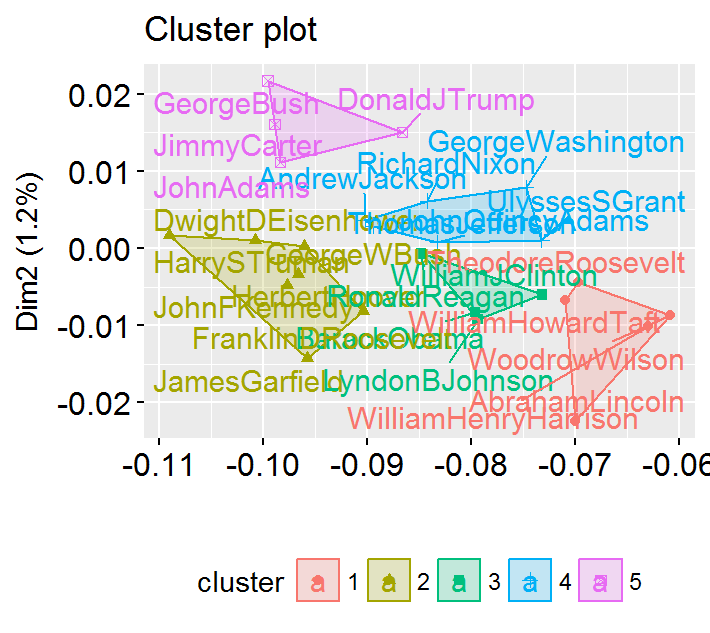 Cluster plot
Dim2 (1.2%)
0.02
0.01
0.00
-0.01
-0.02
GeorgeBush
DonaldJTrump
JimmyCarter
GeorgeWashington
RichardNixon
AndrewJackson
JohnAdams
UlyssesSGrant
DwightDEisenhower
ThomasJefferson
JohnQuincyAdams
GeorgeWBush
TheodoreRoosevelt
HarrySTruman
WilliamJClinton
HerbertHoover
RonaldReagan
JohnFKennedy
WilliamHowardTaft
FranklinDRoosevelt
BarackObama
WoodrowWilson
JamesGarfield
LyndonBJohnson
AbrahamLincoln
WilliamHenryHarrison
-0.11 -0.10 -0.09 -0.08 -0.07 -0.06
cluster a 1 a 2 a 3 a 4 a 5